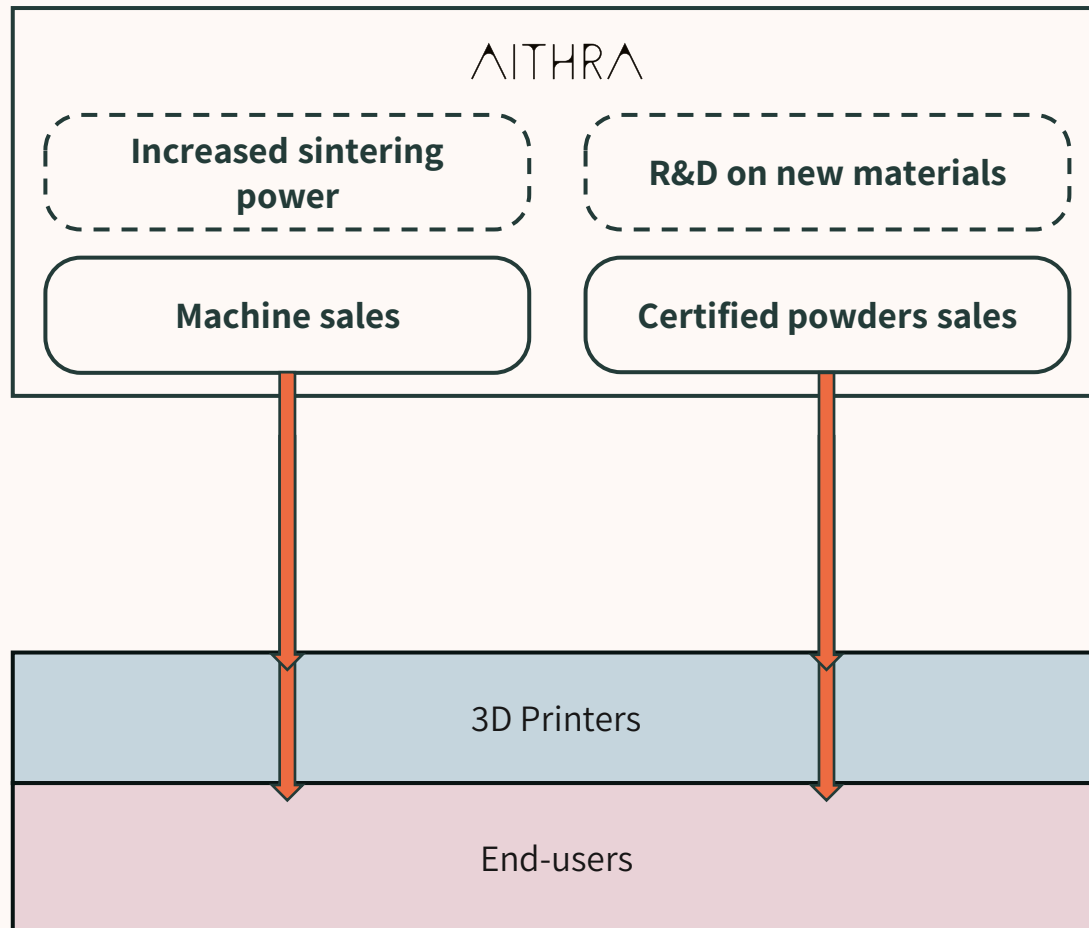 AITHRA
Increased sintering
power
R&D on new materials
Machine sales
Certified powders sales
3D Printers
End-users